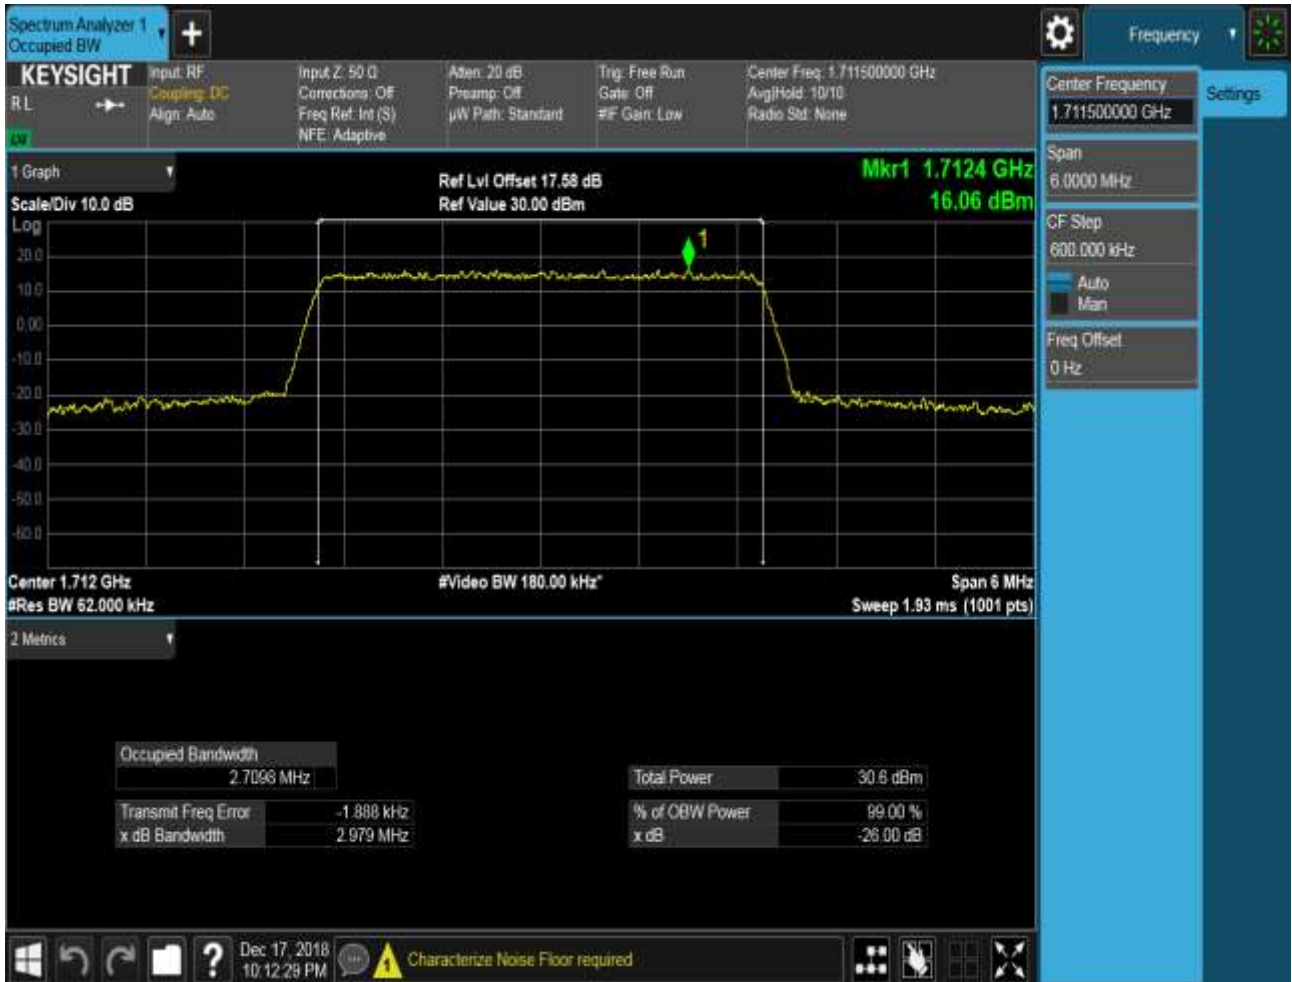 Spectrum Analyzer 1
Occupied BW
Frequency
KEYSIGHT
RL
Input: RF
Coupling: DC
Align: Auto
Input Z: 50 Ω
Corrections: Off
Freq Ref: Int (S)
NFE: Adaptive
Atten: 20 dB
Preamp: Off
µW Path: Standard
Trig: Free Run
Gate: Off
#IF Gain: Low
Center Freq: 1.711500000 GHz
Avg|Hold: 10/10
Radio Std: None
Center Frequency
1.711500000 GHz
Settings
Span
6.0000 MHz
CF Step
600.000 kHz
Auto
Man
Freq Offset
0 Hz
1 Graph
Scale/Div 10.0 dB
Ref Lvl Offset 17.58 dB
Ref Value 30.00 dBm
Mkr1 1.7124 GHz
16.06 dBm
Log
20.0
10.0
0.00
-10.0
-20.0
-30.0
-40.0
-50.0
-60.0
1
Center 1.712 GHz
#Res BW 62.000 kHz
#Video BW 180.00 kHz*
Span 6 MHz
Sweep 1.93 ms (1001 pts)
2 Metrics
Occupied Bandwidth
2.7098 MHz
Transmit Freq Error -1.888 kHz
x dB Bandwidth 2.979 MHz
Total Power 30.6 dBm
% of OBW Power 99.00 %
x dB -26.00 dB
?
Dec 17, 2018
10:12:29 PM
1
Characterize Noise Floor required